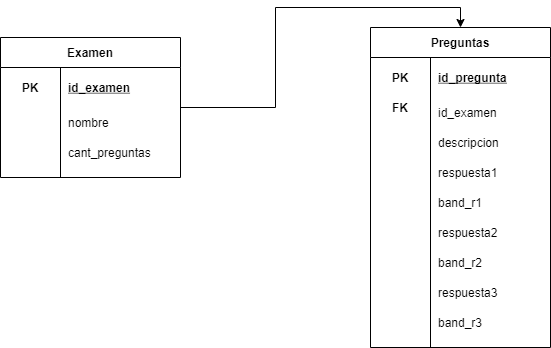 Examen
PK id_examen
nombre
cant_preguntas
Preguntas
PK id_pregunta
FK id_examen
descripcion
respuesta1
band_r1
respuesta2
band_r2
respuesta3
band_r3